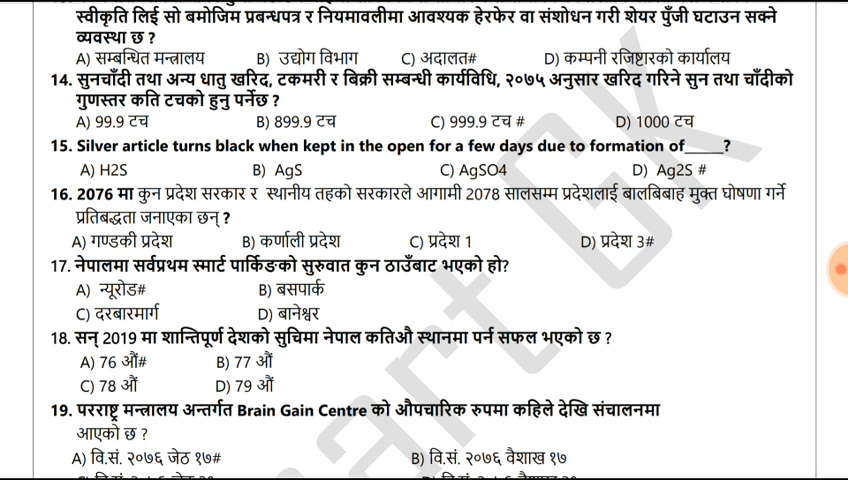 स्वीकृति लिई सो बमोजिम प्रबन्धपत्र र नियमावलीमा आवश्यक हेरफेर वा संशोधन गरी शेयर पुँजी घटाउन सक्ने
व्यवस्था छ ?
A) सम्बन्धित मन्त्रालय B) उद्योग विभाग C) अदालत# D) कम्पनी रजिष्टारको कार्यालय
14. सुनचाँदी तथा अन्य धातु खरिद, टकमरी र बिक्री सम्बन्धी कार्यविधि, २०७५ अनुसार खरिद गरिने सुन तथा चाँदीको
गुणस्तर कति टचको हुनु पर्नेछ ?
A) 99.9 टच B) 899.9 टच C) 999.9 टच # D) 1000 टच
15. Silver article turns black when kept in the open for a few days due to formation of_____?
A) H2S B) AgS C) AgSO4 D) Ag2S #
16. 2076 मा कुन प्रदेश सरकार र स्थानीय तहको सरकारले आगामी 2078 सालसम्म प्रदेशलाई बालबिबाह मुक्त घोषणा गर्ने
प्रतिबद्धता जनाएका छन् ?
A) गण्डकी प्रदेश B) कर्णाली प्रदेश C) प्रदेश 1 D) प्रदेश 3#
17. नेपालमा सर्वप्रथम स्मार्ट पार्किङको सुरुवात कुन ठाउँबाट भएको हो?
A) न्यूरोड# B) बसपार्क
C) दरबारमार्ग D) बानेश्वर
18. सन् 2019 मा शान्तिपूर्ण देशको सुचिमा नेपाल कतिऔ स्थानमा पर्न सफल भएको छ ?
A) 76 औं# B) 77 औं
C) 78 औं D) 79 औं
19. परराष्ट्र मन्त्रालय अन्तर्गत Brain Gain Centre को औपचारिक रुपमा कहिले देखि संचालनमा
आएको छ ?
A) वि.सं. २०७६ जेठ १७# B) वि.सं. २०७६ वैशाख १७